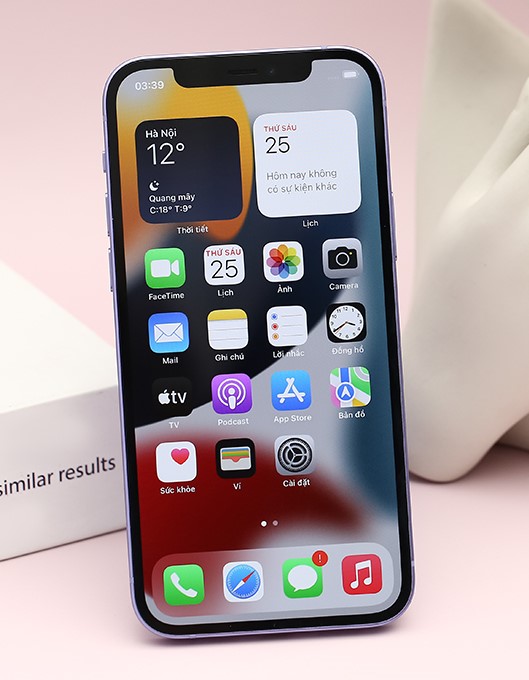 03:39
Hà Nội
12°
Quang mây
C:18° T:9°
Thời tiết
THỨ SÁU
25
Hôm nay không
có sự kiện khác
Lịch
FaceTime
THỨ SÁU
25
Lịch
Ảnh
Camera
Mail
Ghi chú
Lời nhắc
Đồng hồ
tv
TV
Podcast
App Store
Bản đồ
Sức khỏe
Ví
Cài đặt
similar results
!